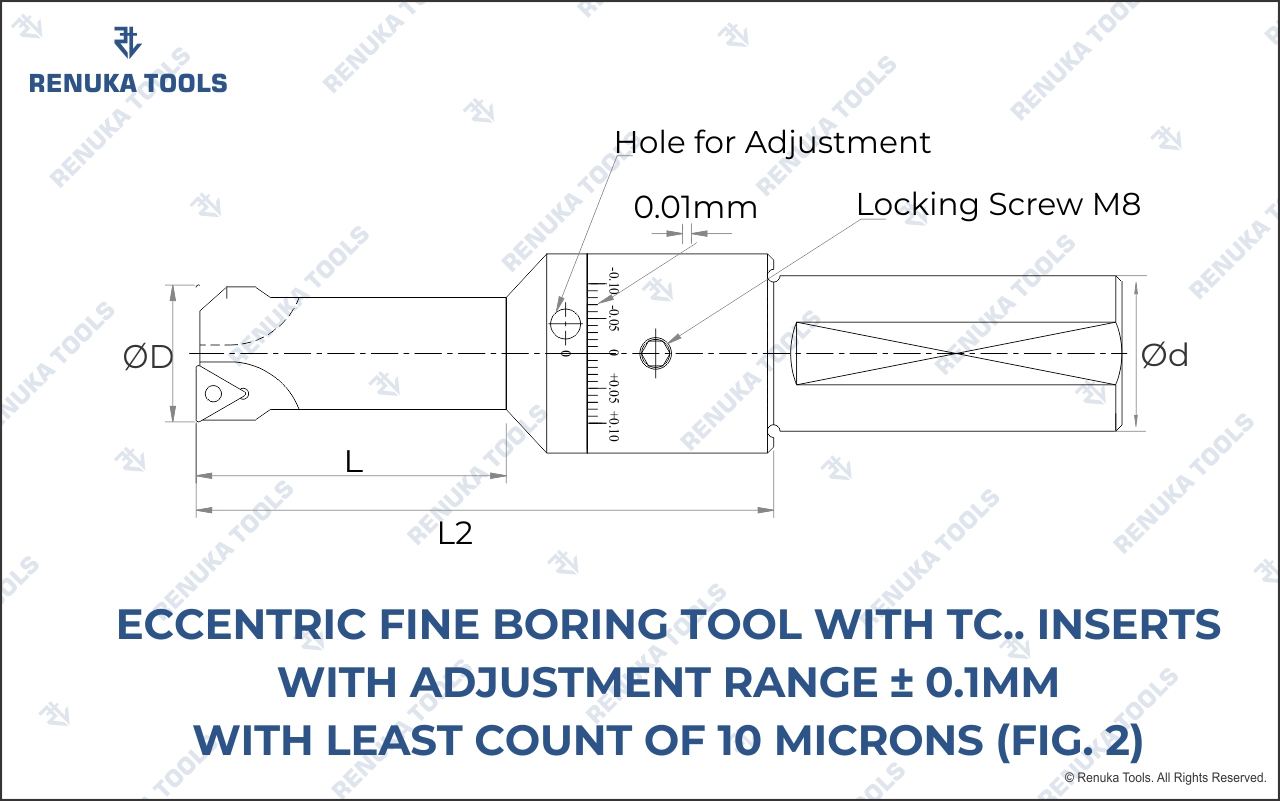 RENUKA TOOLS
Hole for Adjustment
0.01mm
Locking Screw M8
-0.10
-0.05
0
0
+0.05
+0.10
ØD
Ød
L
L2
ECCENTRIC FINE BORING TOOL WITH TC.. INSERTS
WITH ADJUSTMENT RANGE ± 0.1MM
WITH LEAST COUNT OF 10 MICRONS (FIG. 2)
© Renuka Tools. All Rights Reserved.